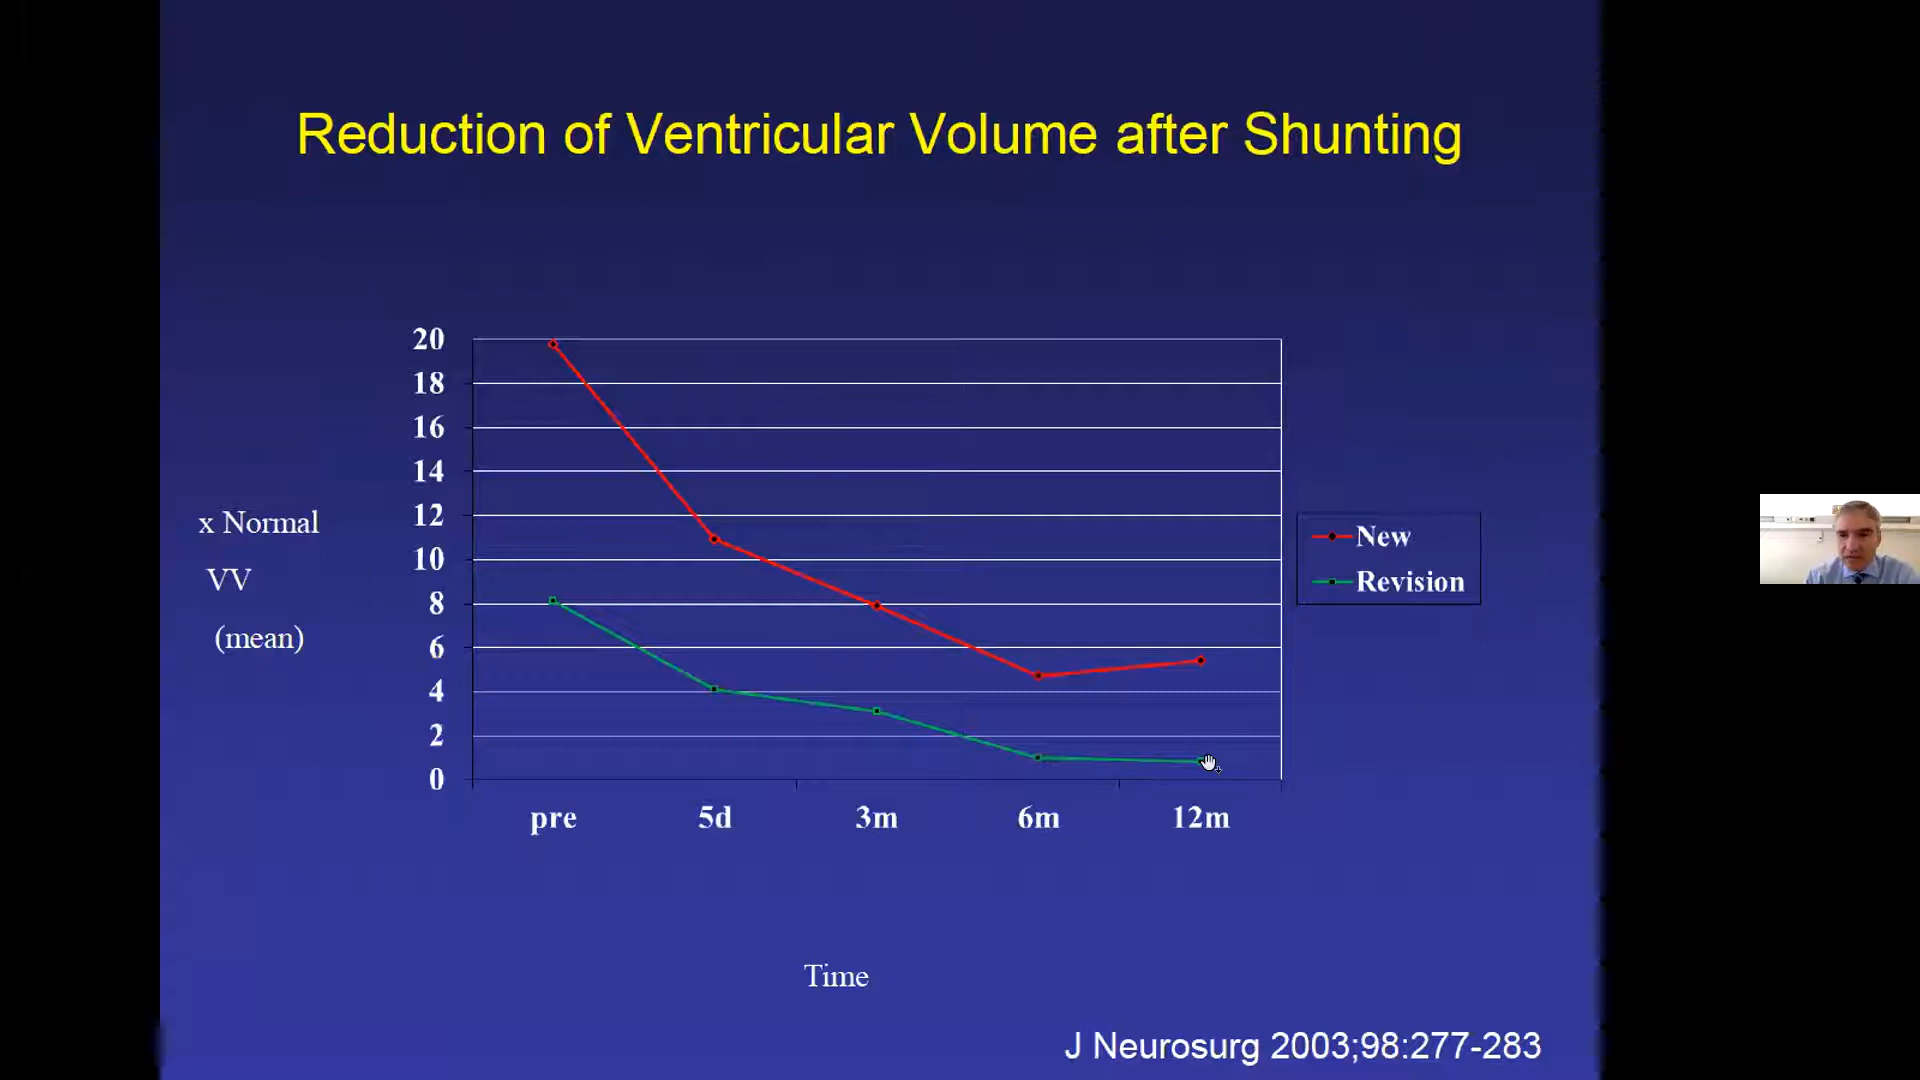 Reduction of Ventricular Volume after Shunting
20
18
16
14
12
10
8
6
4
2
0
x Normal
VV
(mean)
New
Revision
pre 5d 3m 6m 12m
Time
J Neurosurg 2003;98:277-283